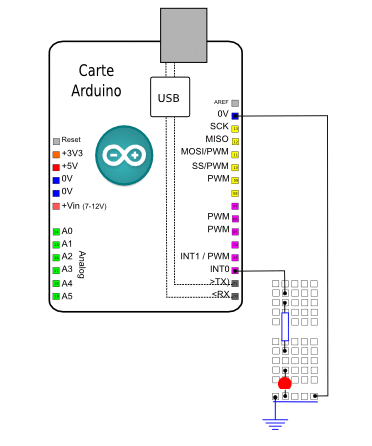 Carte
Arduino
USB
AREF
0V
SCK
MISO
MOSI/PWM
SS/PWM
PWM
PWM
PWM
INT1 / PWM
INT0
>TX
<RX
Reset
+3V3
+5V
0V
0V
+Vin (7-12V)
A0
A1
A2
A3
A4
A5
Analog